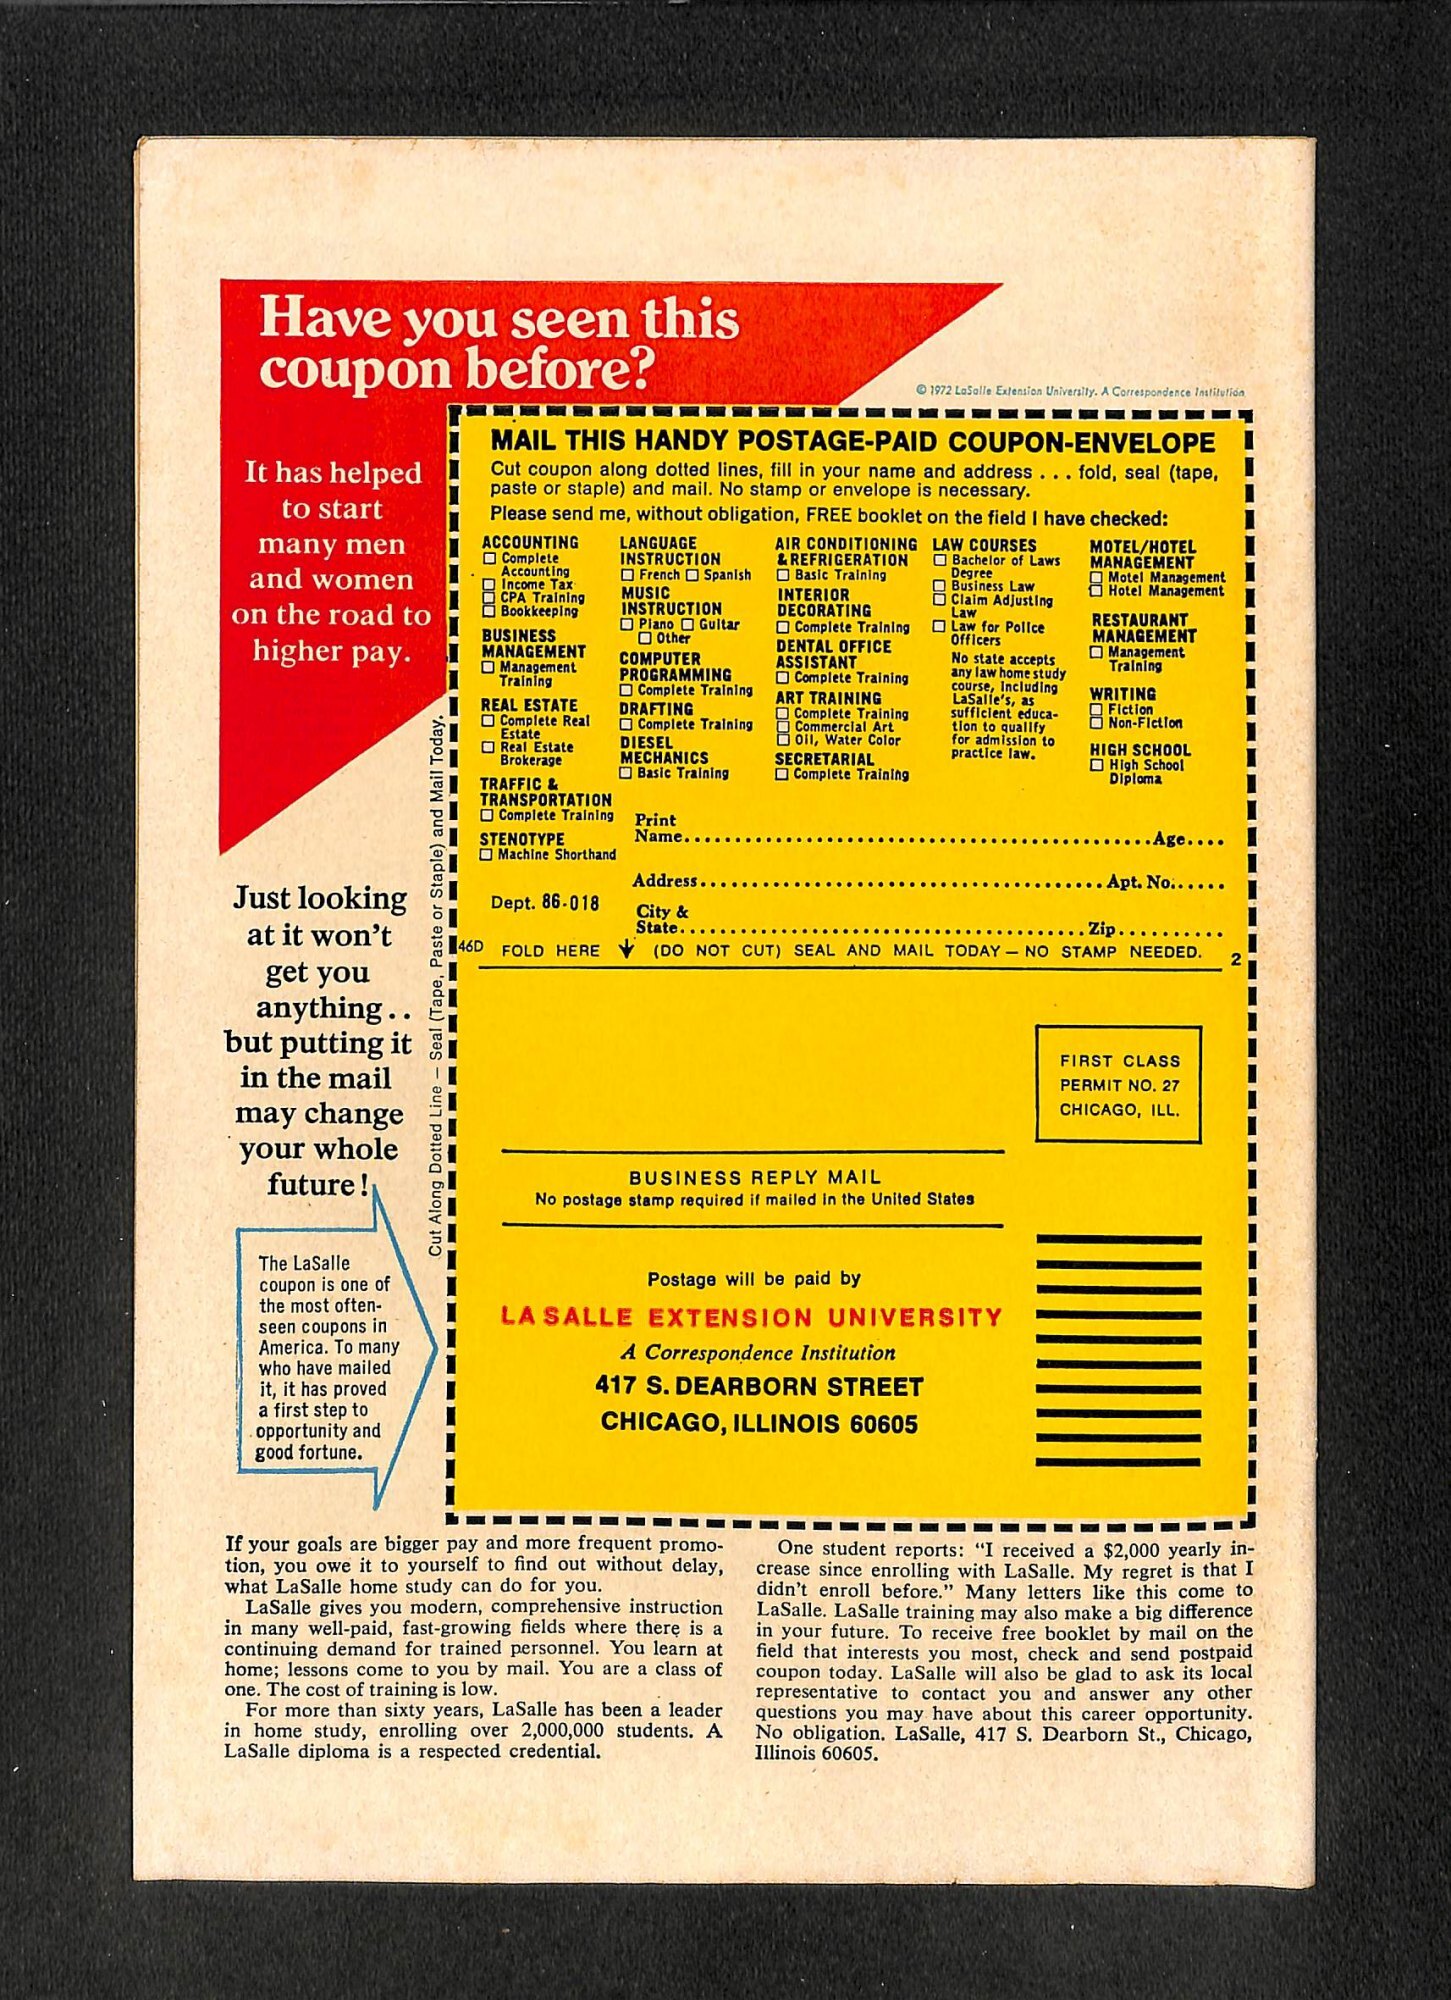 Have you seen this
coupon before?
© 1972 LaSalle Extension University. A Correspondence Institution
It has helped
to start
many men
and women
on the road to
higher pay.
Just looking
at it won't
get you
anything..
but putting it
in the mail
may change
your whole
future!
The LaSalle
coupon is one of
the most often-
seen coupons in
America. To many
who have mailed
it, it has proved
a first step to
opportunity and
good fortune.
Cut Along Dotted Line — Seal (Tape, Paste or Staple) and Mail Today.
MAIL THIS HANDY POSTAGE-PAID COUPON-ENVELOPE
Cut coupon along dotted lines, fill in your name and address . . . fold, seal (tape,
paste or staple) and mail. No stamp or envelope is necessary.
Please send me, without obligation, FREE booklet on the field I have checked:
ACCOUNTING
☐ Complete
Accounting
☐ Income Tax
☐ CPA Training
☐ Bookkeeping
BUSINESS
MANAGEMENT
☐ Management
Training
REAL ESTATE
☐ Complete Real
Estate
☐ Real Estate
Brokerage
TRAFFIC &
TRANSPORTATION
☐ Complete Training
STENOTYPE
☐ Machine Shorthand
LANGUAGE
INSTRUCTION
☐ French ☐ Spanish
MUSIC
INSTRUCTION
☐ Piano ☐ Guitar
☐ Other
COMPUTER
PROGRAMMING
☐ Complete Training
DRAFTING
☐ Complete Training
DIESEL
MECHANICS
☐ Basic Training
AIR CONDITIONING
& REFRIGERATION
☐ Basic Training
INTERIOR
DECORATING
☐ Complete Training
DENTAL OFFICE
ASSISTANT
☐ Complete Training
ART TRAINING
☐ Complete Training
☐ Commercial Art
☐ Oil, Water Color
SECRETARIAL
☐ Complete Training
LAW COURSES
☐ Bachelor of Laws
Degree
☐ Business Law
☐ Claim Adjusting
Law
☐ Law for Police
Officers
No state accepts
any law home study
course, including
LaSalle's, as
sufficient educa-
tion to qualify
for admission to
practice law.
MOTEL/HOTEL
MANAGEMENT
☐ Motel Management
☐ Hotel Management
RESTAURANT
MANAGEMENT
☐ Management
Training
WRITING
☐ Fiction
☐ Non-Fiction
HIGH SCHOOL
☐ High School
Diploma
Print
Name..........Age....
Address..........Apt. No......
Dept. 86-018
City &
State..........Zip..........
46D FOLD HERE ↓ (DO NOT CUT) SEAL AND MAIL TODAY — NO STAMP NEEDED. 2
FIRST CLASS
PERMIT NO. 27
CHICAGO, ILL.
BUSINESS REPLY MAIL
No postage stamp required if mailed in the United States
Postage will be paid by
LA SALLE EXTENSION UNIVERSITY
A Correspondence Institution
417 S. DEARBORN STREET
CHICAGO, ILLINOIS 60605
If your goals are bigger pay and more frequent promo-
tion, you owe it to yourself to find out without delay,
what LaSalle home study can do for you.
LaSalle gives you modern, comprehensive instruction
in many well-paid, fast-growing fields where there is a
continuing demand for trained personnel. You learn at
home; lessons come to you by mail. You are a class of
one. The cost of training is low.
For more than sixty years, LaSalle has been a leader
in home study, enrolling over 2,000,000 students. A
LaSalle diploma is a respected credential.
One student reports: "I received a $2,000 yearly in-
crease since enrolling with LaSalle. My regret is that I
didn't enroll before." Many letters like this come to
LaSalle. LaSalle training may also make a big difference
in your future. To receive free booklet by mail on the
field that interests you most, check and send postpaid
coupon today. LaSalle will also be glad to ask its local
representative to contact you and answer any other
questions you may have about this career opportunity.
No obligation. LaSalle, 417 S. Dearborn St., Chicago,
Illinois 60605.